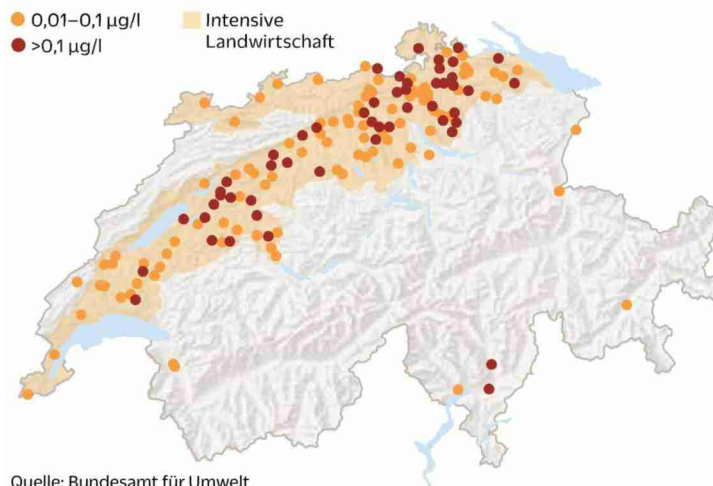 0,01–0,1 µg/l
>0,1 µg/l
Intensive
Landwirtschaft
Quelle: Bundesamt für Umwelt